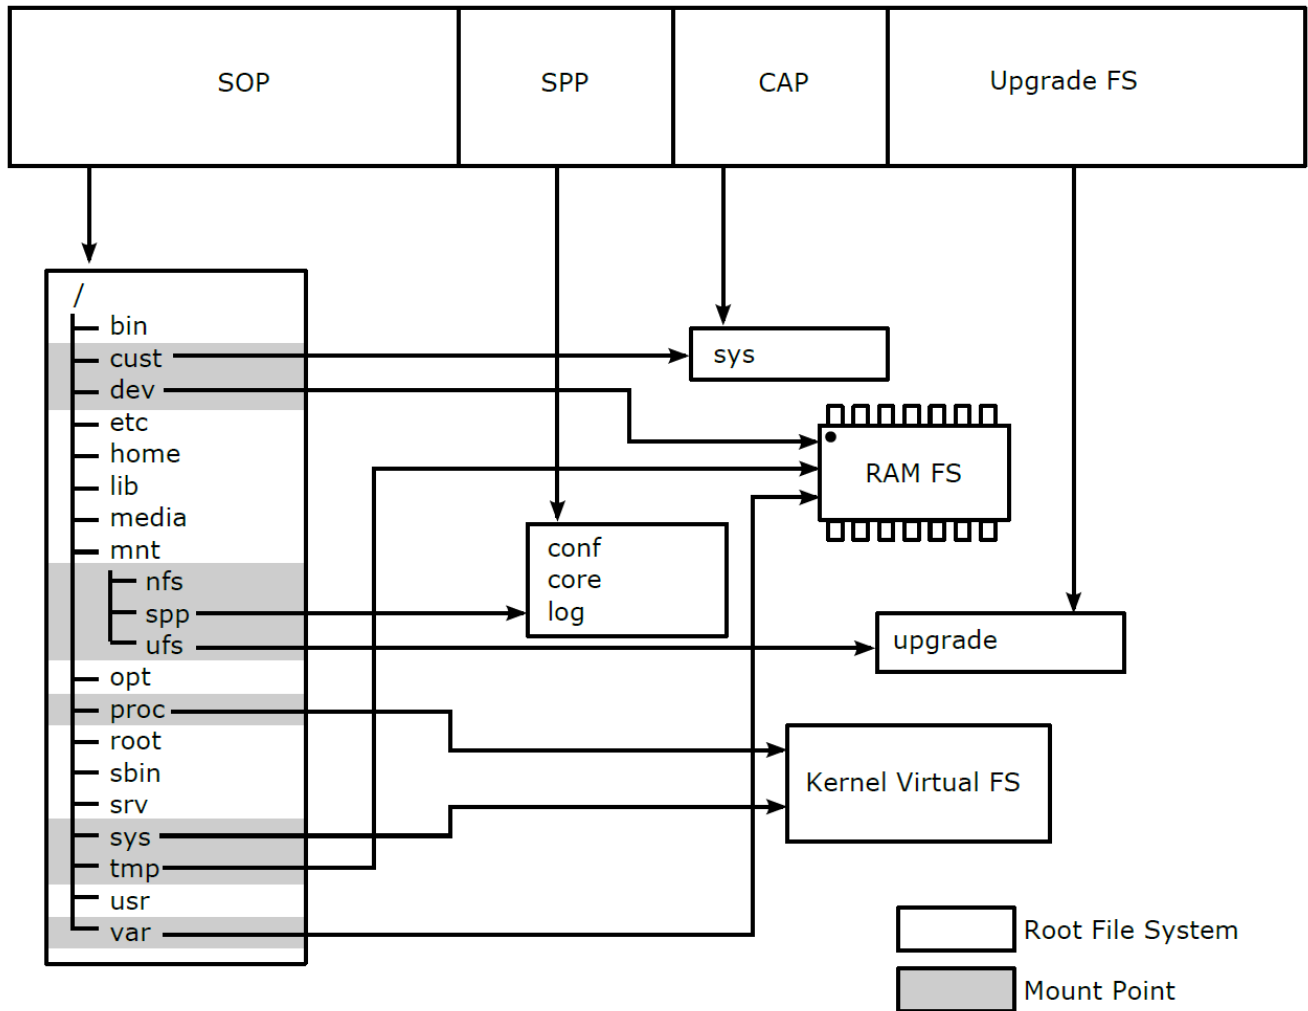 SOP
SPP
CAP
Upgrade FS
/
bin
cust
dev
etc
home
lib
media
mnt
nfs
spp
ufs
opt
proc
root
sbin
srv
sys
tmp
usr
var
sys
RAM FS
conf
core
log
upgrade
Kernel Virtual FS
Root File System
Mount Point